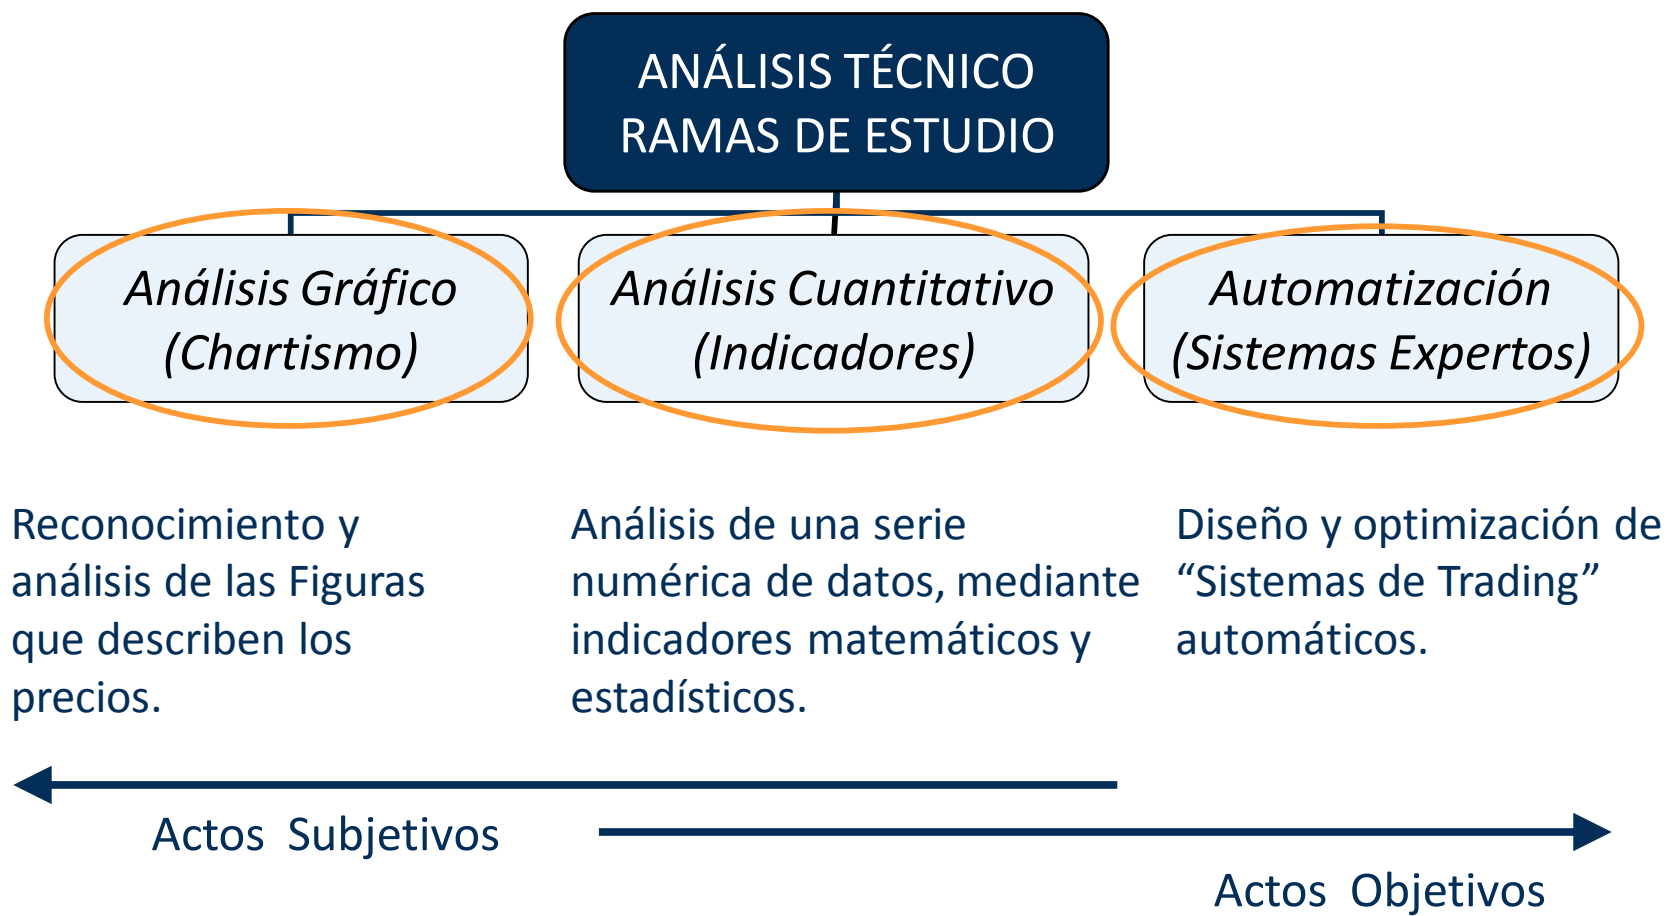 ANÁLISIS TÉCNICO
RAMAS DE ESTUDIO
Análisis Gráfico
(Chartismo)
Análisis Cuantitativo
(Indicadores)
Automatización
(Sistemas Expertos)
Reconocimiento y
análisis de las Figuras
que describen los
precios.
Análisis de una serie
numérica de datos, mediante
indicadores matemáticos y
estadísticos.
Diseño y optimización de
“Sistemas de Trading”
automáticos.
Actos Subjetivos
Actos Objetivos